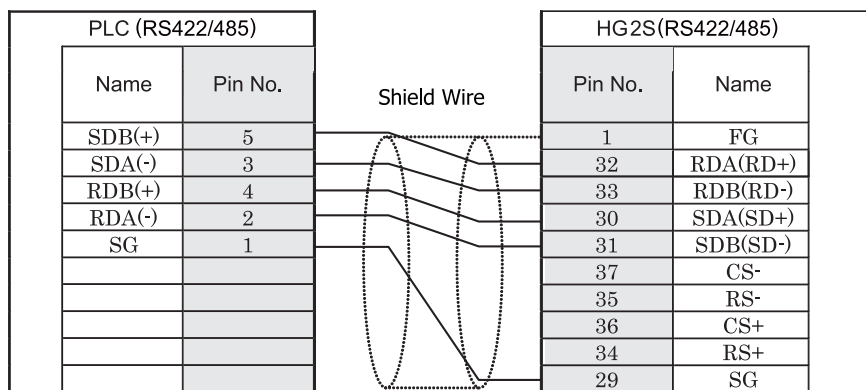 PLC (RS422/485) HG2S(RS422/485)
Name Pin No. Shield Wire Pin No. Name
SDB(+) 5 1 FG
SDA(-) 3 32 RDA(RD+)
RDB(+) 4 33 RDB(RD-)
RDA(-) 2 30 SDA(SD+)
SG 1 31 SDB(SD-)
37 CS-
35 RS-
36 CS+
34 RS+
29 SG